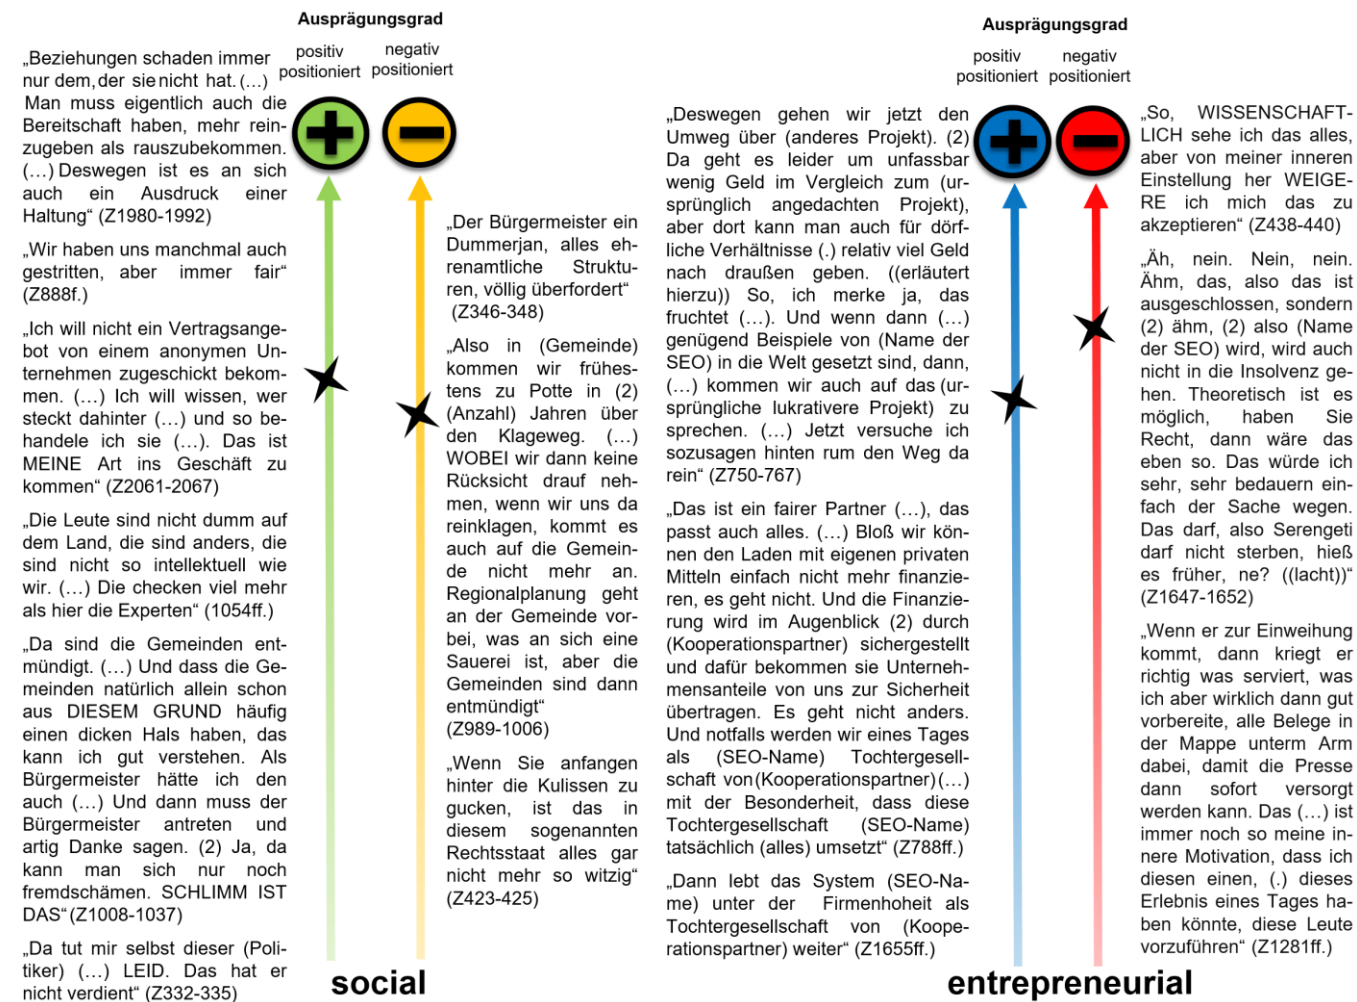 Ausprägungsgrad
positiv positioniert
negativ positioniert
„Beziehungen schaden immer
nur dem, der sie nicht hat. (…)
Man muss eigentlich auch die
Bereitschaft haben, mehr rein-
zugeben als rauszubekommen.
(…) Deswegen ist es an sich
auch ein Ausdruck einer
Haltung“ (Z1980-1992)
„Wir haben uns manchmal auch
gestritten, aber immer fair“
(Z888f.)
„Ich will nicht ein Vertragsange-
bot von einem anonymen Un-
ternehmen zugeschickt bekom-
men. (…) Ich will wissen, wer
steckt dahinter (…) und so be-
handele ich sie (…). Das ist
MEINE Art ins Geschäft zu
kommen“ (Z2061-2067)
„Die Leute sind nicht dumm auf
dem Land, die sind anders, die
sind nicht so intellektuell wie
wir. (…) Die checken viel mehr
als hier die Experten“ (1054ff.)
„Da sind die Gemeinden ent-
mündigt. (…) Und dass die Ge-
meinden natürlich allein schon
aus DIESEM GRUND häufig
einen dicken Hals haben, das
kann ich gut verstehen. Als
Bürgermeister hätte ich den
auch (…) Und dann muss der
Bürgermeister antreten und
artig Danke sagen. (2) Ja, da
kann man sich nur noch
fremdschämen. SCHLIMM IST
DAS“ (Z1008-1037)
„Da tut mir selbst dieser (Poli-
tiker) (…) LEID. Das hat er
nicht verdient“ (Z332-335)
„Der Bürgermeister ein
Dummerjan, alles eh-
renamtliche Struktu-
ren, völlig überfordert“
(Z346-348)
„Also in (Gemeinde)
kommen wir frühes-
tens zu Potte in (2)
(Anzahl) Jahren über
den Klageweg. (…)
WOBEI wir dann keine
Rücksicht drauf neh-
men, wenn wir uns da
reinklagen, kommt es
auch auf die Gemein-
de nicht mehr an.
Regionalplanung geht
an der Gemeinde vor-
bei, was an sich eine
Sauerei ist, aber die
Gemeinden sind dann
entmündigt“
(Z989-1006)
„Wenn Sie anfangen
hinter die Kulissen zu
gucken, ist das in
diesem sogenannten
Rechtsstaat alles gar
nicht mehr so witzig“
(Z423-425)
social
Ausprägungsgrad
positiv positioniert
negativ positioniert
„Deswegen gehen wir jetzt den
Umweg über (anderes Projekt). (2)
Da geht es leider um unfassbar
wenig Geld im Vergleich zum (ur-
sprünglich angedachten Projekt),
aber dort kann man auch für dörf-
liche Verhältnisse (.) relativ viel Geld
nach draußen geben. ((erläutert
hierzu)) So, ich merke ja, das
fruchtet (…). Und wenn dann (…)
genügend Beispiele von (Name der
SEO) in die Welt gesetzt sind, dann,
(…) kommen wir auch auf das (ur-
sprüngliche lukrativere Projekt) zu
sprechen. (…) Jetzt versuche ich
sozusagen hinten rum den Weg da
rein“ (Z750-767)
„Das ist ein fairer Partner (…), das
passt auch alles. (…) Bloß wir kön-
nen den Laden mit eigenen privaten
Mitteln einfach nicht mehr finanzie-
ren, es geht nicht. Und die Finanzie-
rung wird im Augenblick (2) durch
(Kooperationspartner) sichergestellt
und dafür bekommen sie Unterneh-
mensanteile von uns zur Sicherheit
übertragen. Es geht nicht anders.
Und notfalls werden wir eines Tages
als (SEO-Name) Tochtergesell-
schaft von (Kooperationspartner) (…)
mit der Besonderheit, dass diese
Tochtergesellschaft (SEO-Name)
tatsächlich (alles) umsetzt“ (Z788ff.)
„Dann lebt das System (SEO-Na-
me) unter der Firmenhoheit als
Tochtergesellschaft von (Koope-
rationspartner) weiter“ (Z1655ff.)
„So, WISSENSCHAFT-
LICH sehe ich das alles,
aber von meiner inneren
Einstellung her WEIGE-
RE ich mich das zu
akzeptieren“ (Z438-440)
„Äh, nein. Nein, nein.
Ähm, das, also das ist
ausgeschlossen, sondern
(2) ähm, (2) also (Name
der SEO) wird, wird auch
nicht in die Insolvenz ge-
hen. Theoretisch ist es
möglich, haben Sie
Recht, dann wäre das
eben so. Das würde ich
sehr, sehr bedauern ein-
fach der Sache wegen.
Das darf, also Serengeti
darf nicht sterben, hieß
es früher, ne? ((lacht))“
(Z1647-1652)
„Wenn er zur Einweihung
kommt, dann kriegt er
richtig was serviert, was
ich aber wirklich dann gut
vorbereite, alle Belege in
der Mappe unterm Arm
dabei, damit die Presse
dann sofort versorgt
werden kann. Das (…) ist
immer noch so meine in-
nere Motivation, dass ich
diesen einen, (.) dieses
Erlebnis eines Tages ha-
ben könnte, diese Leute
vorzuführen“ (Z1281ff.)
entrepreneurial